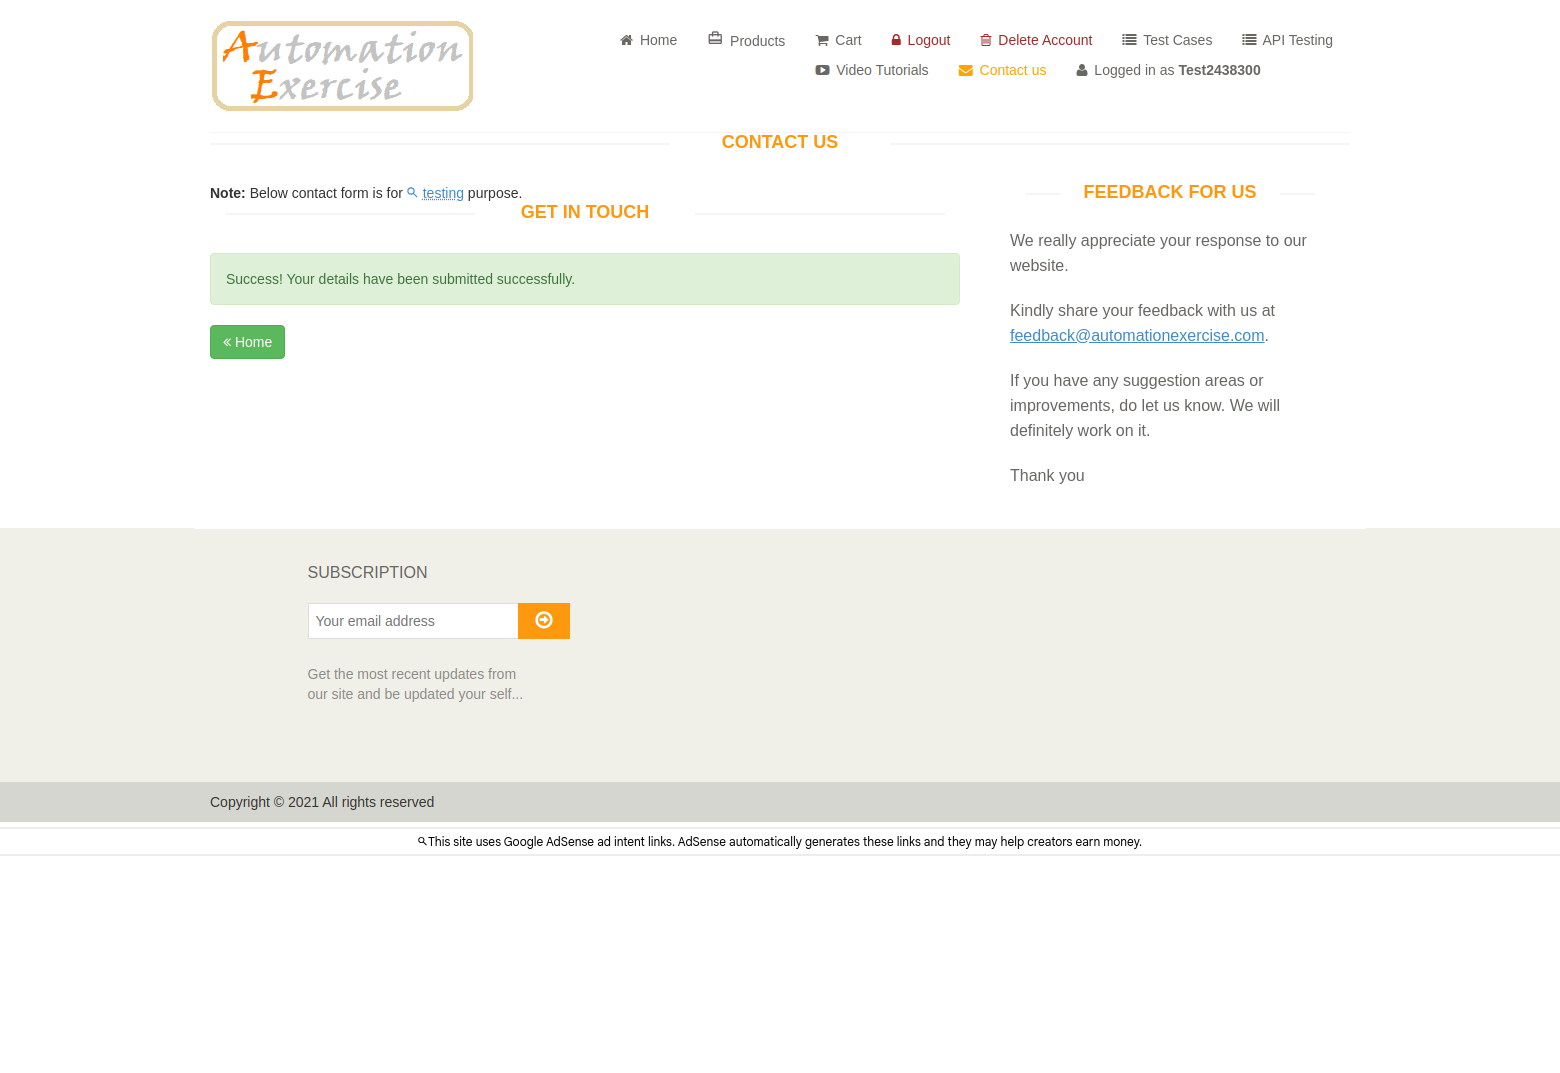 Automation
Exercise
Home
Products
Cart
Logout
Delete Account
Test Cases
API Testing
Video Tutorials
Contact us
Logged in as Test2438300
CONTACT US
Note: Below contact form is for testing purpose.
GET IN TOUCH
Success! Your details have been submitted successfully.
« Home
FEEDBACK FOR US
We really appreciate your response to our
website.
Kindly share your feedback with us at
feedback@automationexercise.com.
If you have any suggestion areas or
improvements, do let us know. We will
definitely work on it.
Thank you
SUBSCRIPTION
Your email address
Get the most recent updates from
our site and be updated your self...
Copyright © 2021 All rights reserved
This site uses Google AdSense ad intent links. AdSense automatically generates these links and they may help creators earn money.